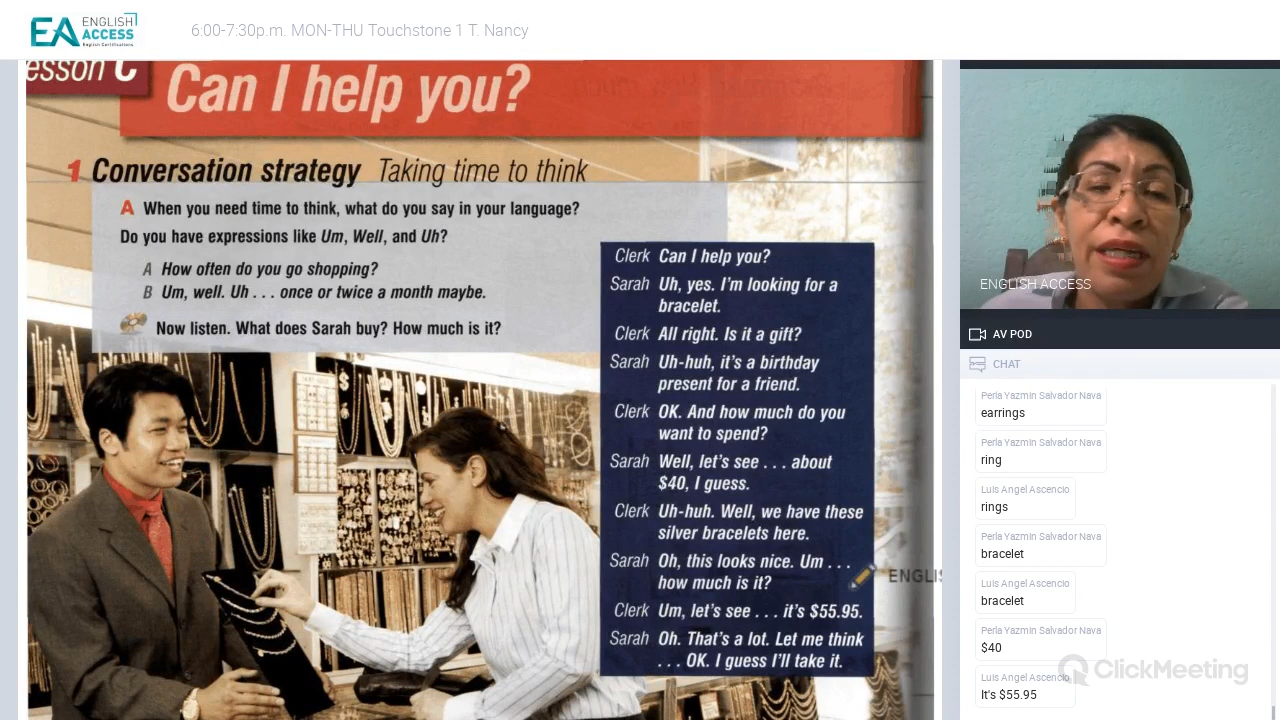 EA ENGLISH ACCESS
English Certifications
6:00-7:30p.m. MON-THU Touchstone 1 T. Nancy
esson C
Can I help you?
1 Conversation strategy Taking time to think
A When you need time to think, what do you say in your language?
Do you have expressions like Um, Well, and Uh?
A How often do you go shopping?
B Um, well. Uh . . . once or twice a month maybe.
Now listen. What does Sarah buy? How much is it?
Clerk Can I help you?
Sarah Uh, yes. I'm looking for a
bracelet.
Clerk All right. Is it a gift?
Sarah Uh-huh, it's a birthday
present for a friend.
Clerk OK. And how much do you
want to spend?
Sarah Well, let's see . . . about
$40, I guess.
Clerk Uh-huh. Well, we have these
silver bracelets here.
Sarah Oh, this looks nice. Um . . .
how much is it?
Clerk Um, let's see . . . it's $55.95.
Sarah Oh. That's a lot. Let me think
. . . OK. I guess I'll take it.
ENGLIS
ENGLISH ACCESS
AV POD
CHAT
Perla Yazmin Salvador Nava
earrings
Perla Yazmin Salvador Nava
ring
Luis Angel Ascencio
rings
Perla Yazmin Salvador Nava
bracelet
Luis Angel Ascencio
bracelet
Perla Yazmin Salvador Nava
$40
Luis Angel Ascencio
It's $55.95
ClickMeeting